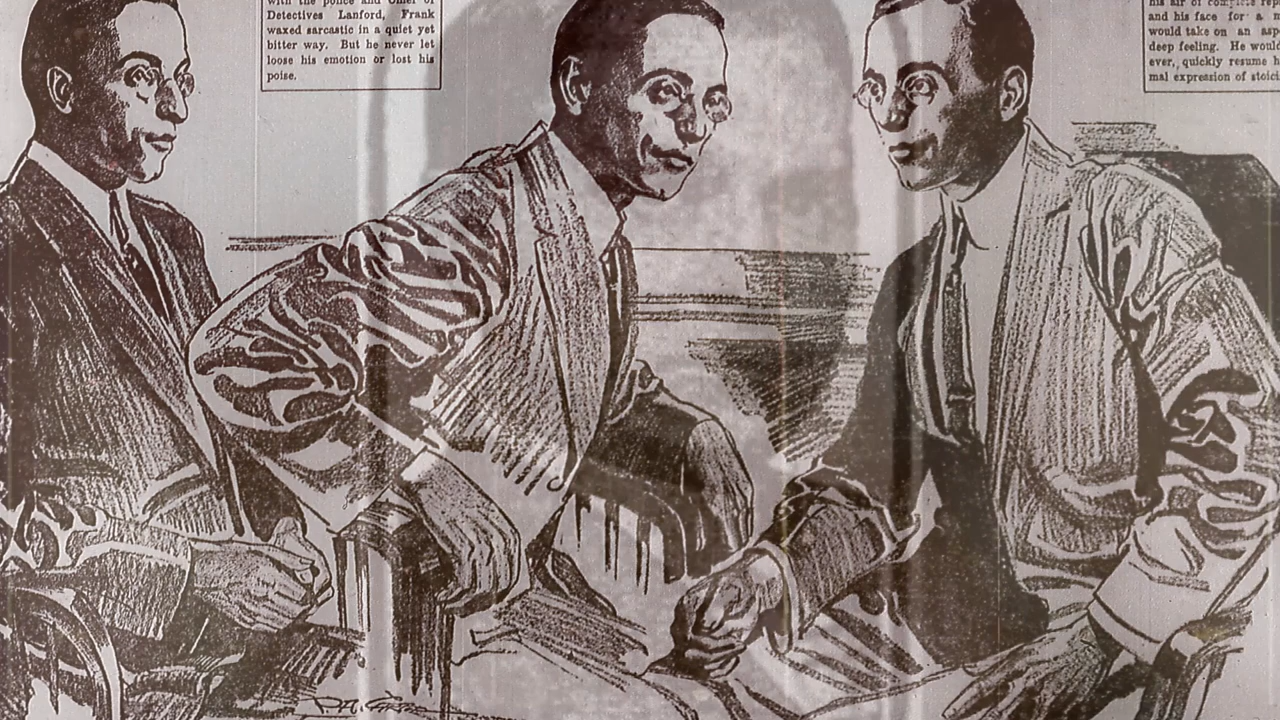 with the police and Chief of
Detectives Lanford, Frank
waxed sarcastic in a quiet yet
bitter way. But he never let
loose his emotion or lost his
poise.
his air of complete rep
and his face for a m
would take on an asp
deep feeling. He woul
ever, quickly resume h
mal expression of stoici